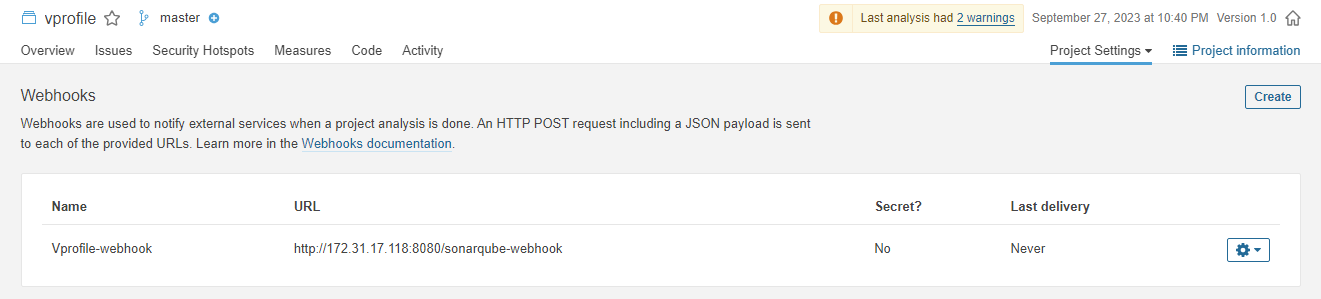 vprofile master Last analysis had 2 warnings September 27, 2023 at 10:40 PM Version 1.0
Overview Issues Security Hotspots Measures Code Activity Project Settings Project information
Webhooks Create
Webhooks are used to notify external services when a project analysis is done. An HTTP POST request including a JSON payload is sent
to each of the provided URLs. Learn more in the Webhooks documentation.
Name URL Secret? Last delivery
Vprofile-webhook http://172.31.17.118:8080/sonarqube-webhook No Never